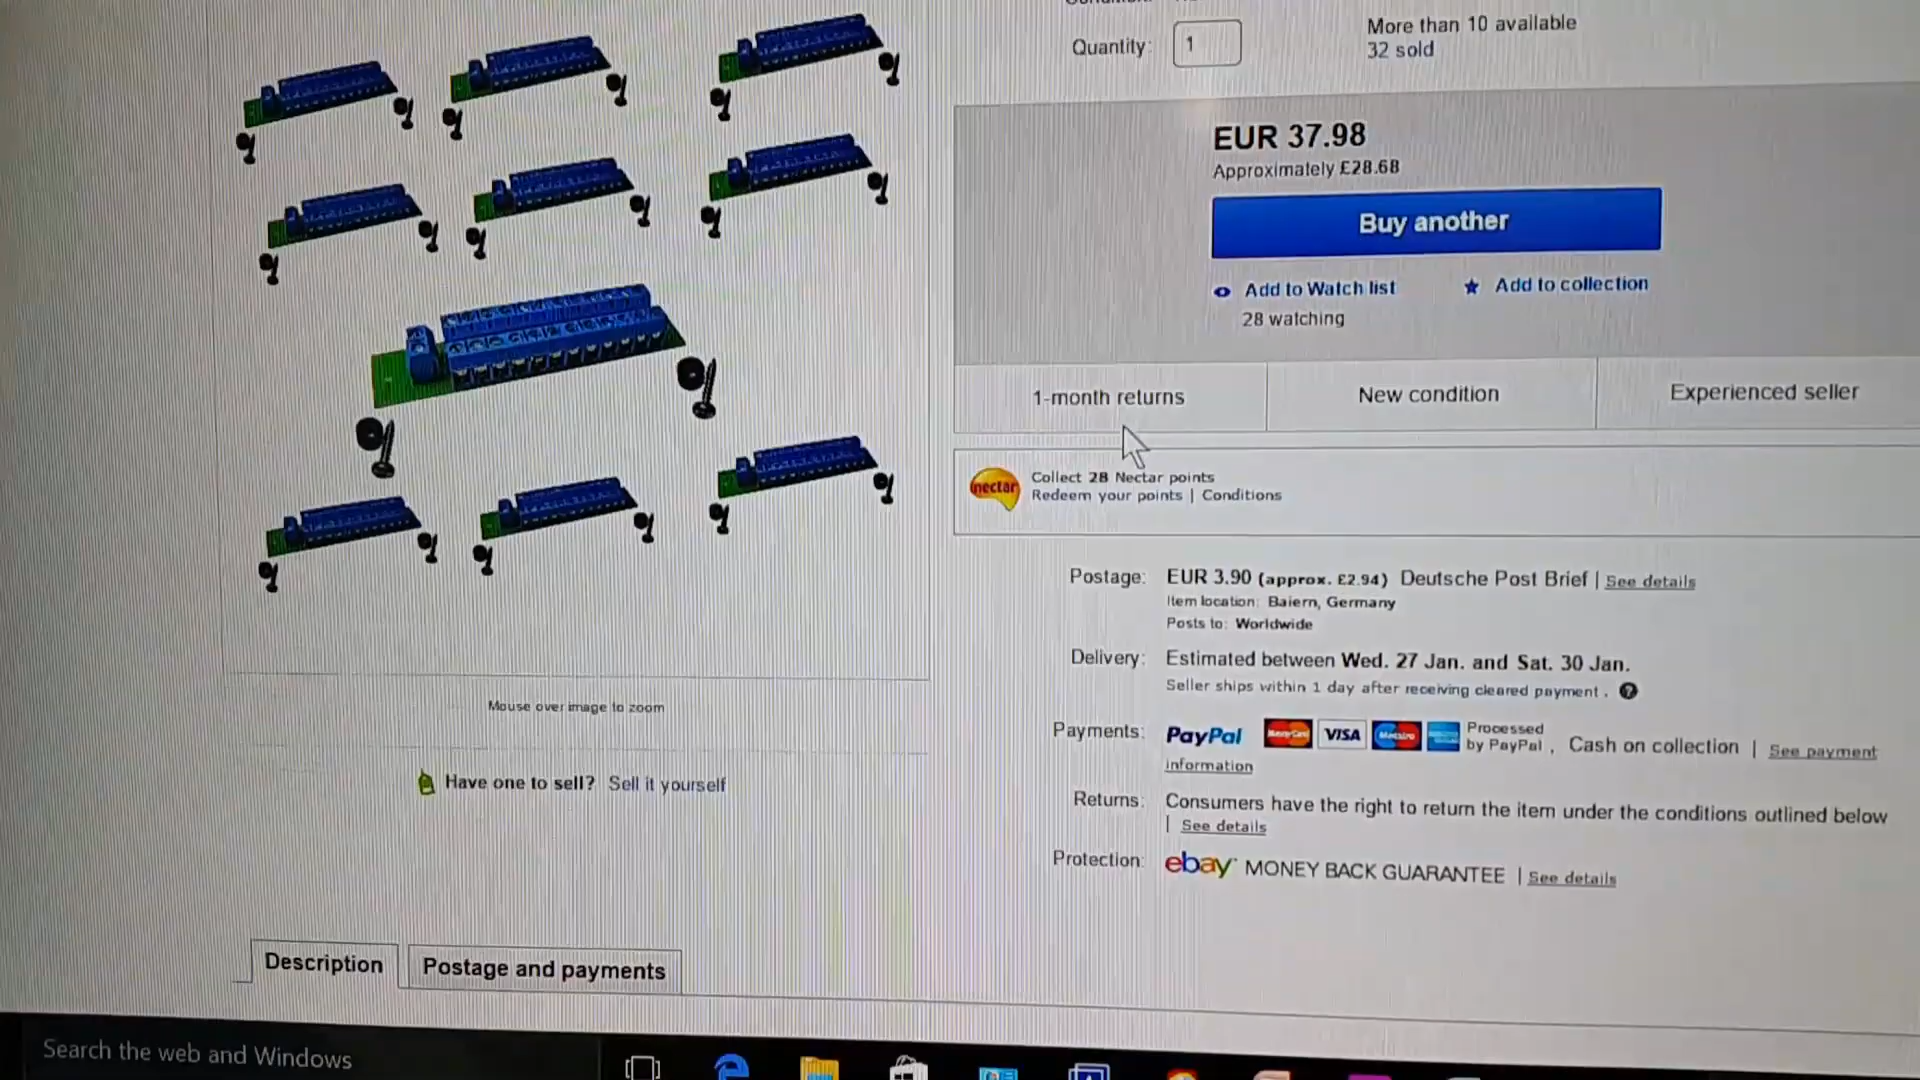 Quantity: 1
More than 10 available
32 sold
EUR 37.98
Approximately £28.68
Buy another
Add to Watch list
Add to collection
28 watching
1-month returns
New condition
Experienced seller
nectar
Collect 28 Nectar points
Redeem your points | Conditions
Postage: EUR 3.90 (approx. £2.94) Deutsche Post Brief | See details
Item location: Baiern, Germany
Posts to: Worldwide
Delivery: Estimated between Wed. 27 Jan. and Sat. 30 Jan.
Seller ships within 1 day after receiving cleared payment. ?
Mouse over image to zoom
Payments: PayPal MasterCard VISA Maestro Processed by PayPal, Cash on collection | See payment
information
Have one to sell? Sell it yourself
Returns: Consumers have the right to return the item under the conditions outlined below
| See details
Protection: ebay MONEY BACK GUARANTEE | See details
Description
Postage and payments
Search the web and Windows